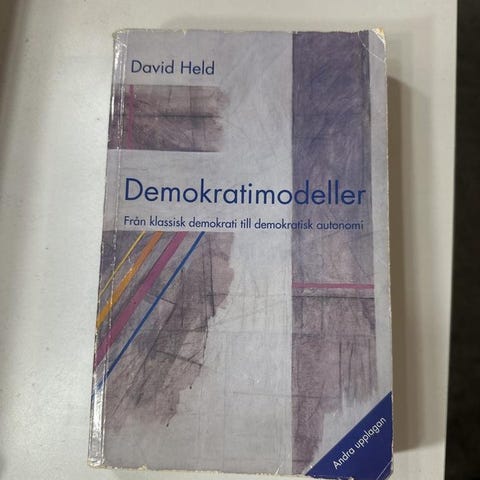 David Held
Demokratimodeller
Från klassisk demokrati till demokratisk autonomi
Andra upplagan